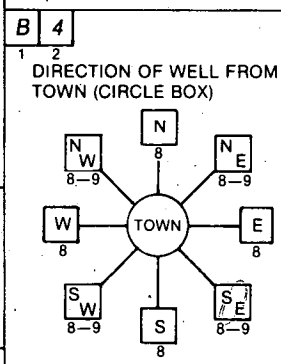 B 4
1 2
DIRECTION OF WELL FROM
TOWN (CIRCLE BOX)
N
8
N W
8-9
N E
8-9
W
8
TOWN
E
8
S W
8-9
S E
8-9
S
8